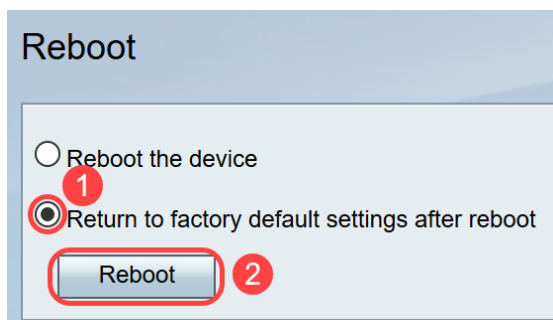 Reboot
Reboot the device
1
Return to factory default settings after reboot
Reboot
2